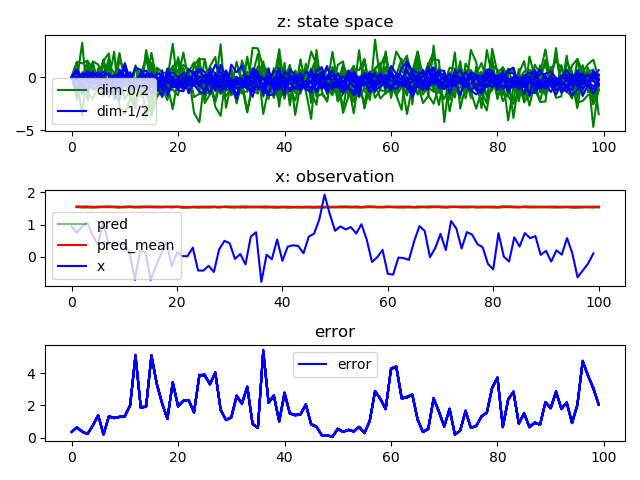 z: state space
0
−5
dim-0/2
dim-1/2
0 20 40 60 80 100
x: observation
2
1
0
pred
pred_mean
x
0 20 40 60 80 100
error
4
2
0
error
0 20 40 60 80 100